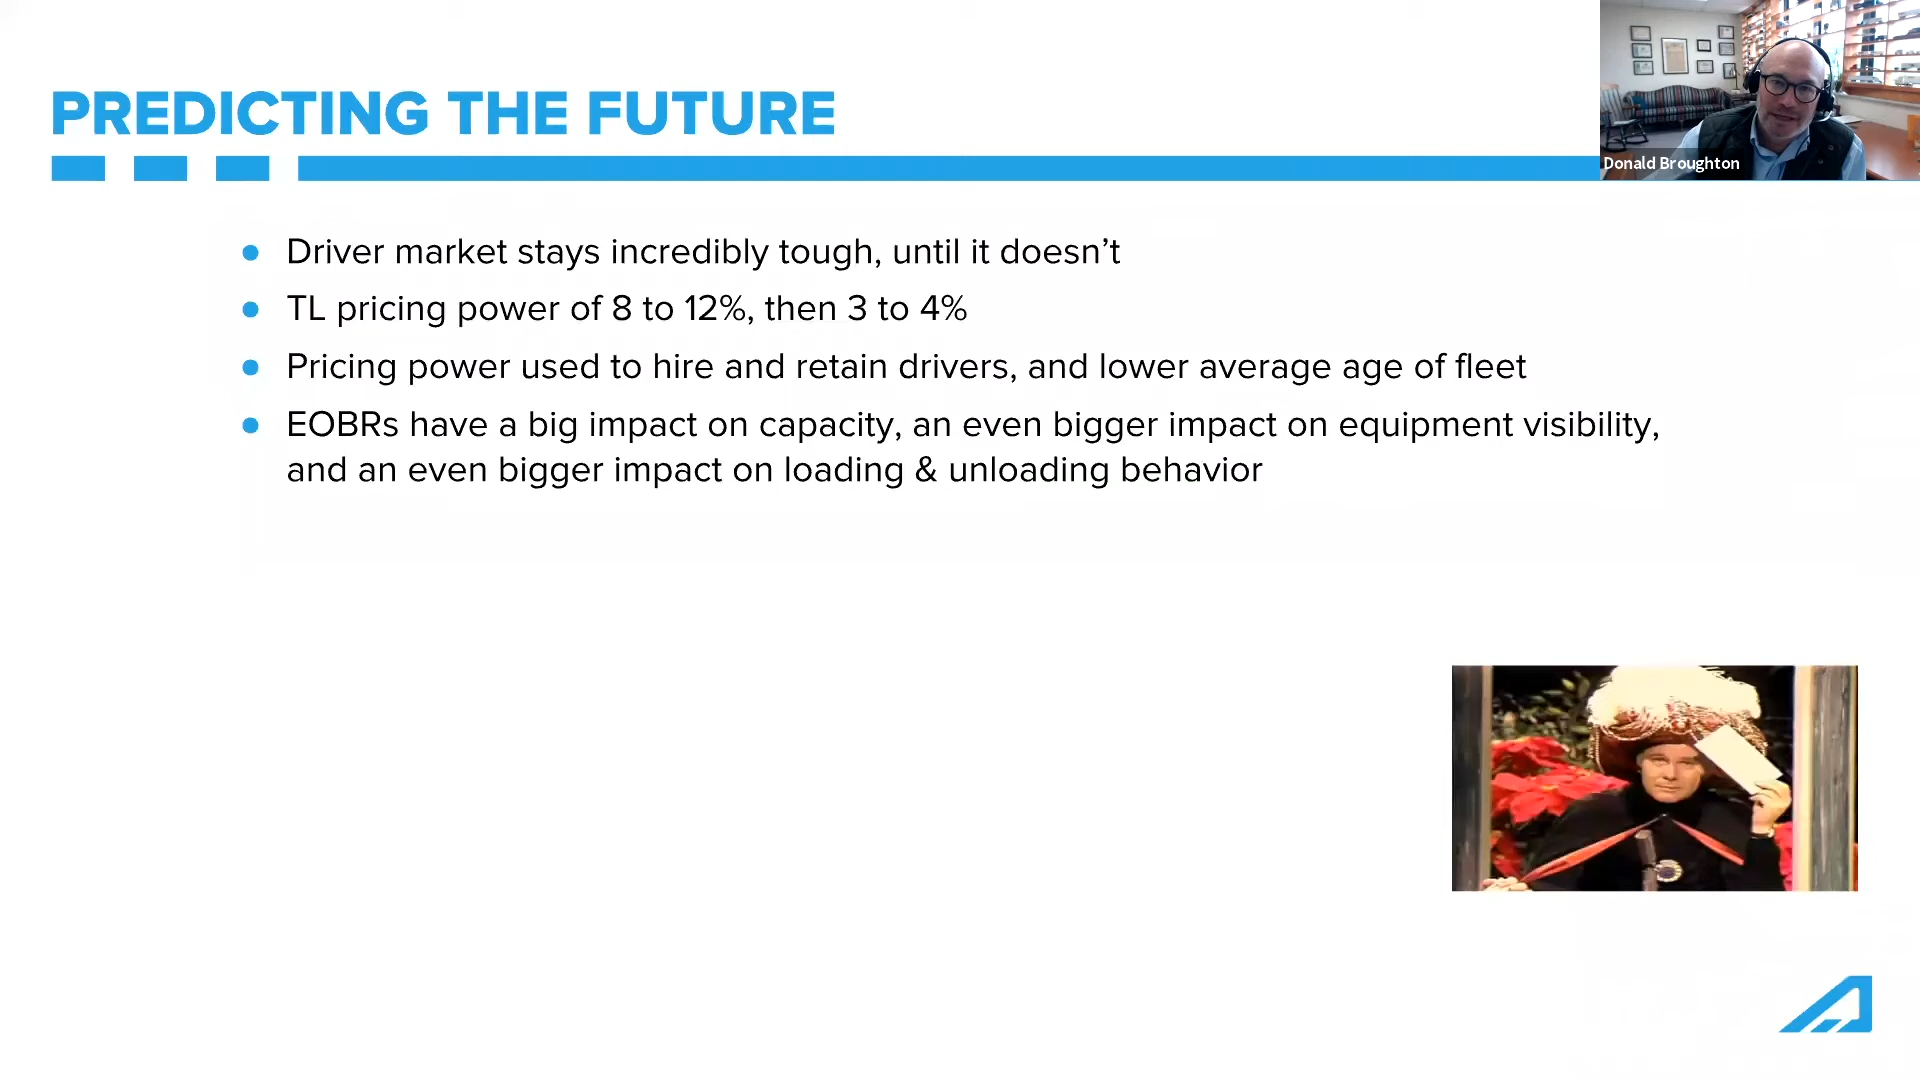 PREDICTING THE FUTURE
Donald Broughton
Driver market stays incredibly tough, until it doesn’t
TL pricing power of 8 to 12%, then 3 to 4%
Pricing power used to hire and retain drivers, and lower average age of fleet
EOBRs have a big impact on capacity, an even bigger impact on equipment visibility,
and an even bigger impact on loading & unloading behavior